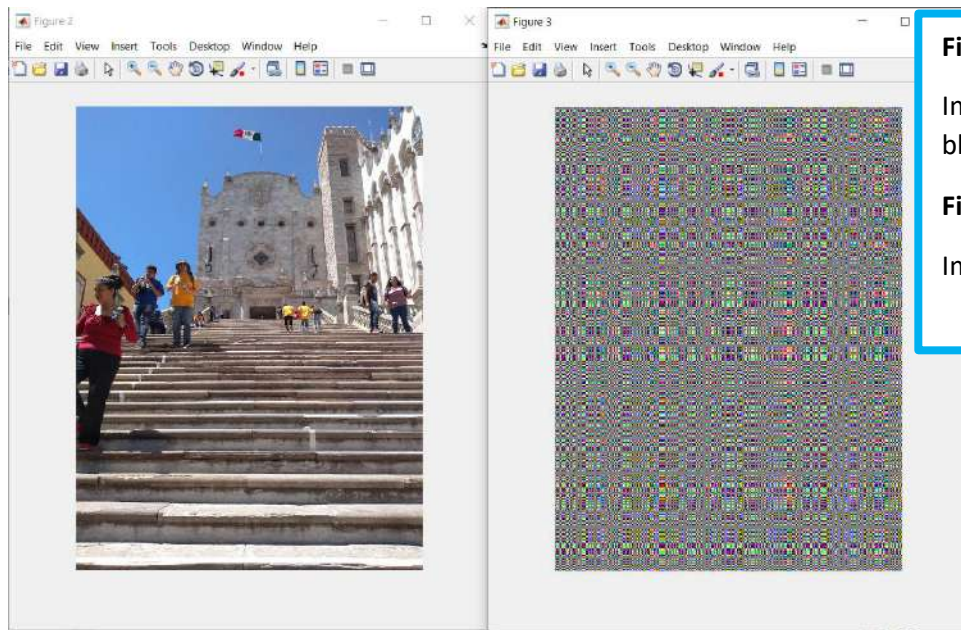 Figure 2
File Edit View Insert Tools Desktop Window Help
Figure 3
File Edit View Insert Tools Desktop Window Help
Fi
In
bl
Fi
In